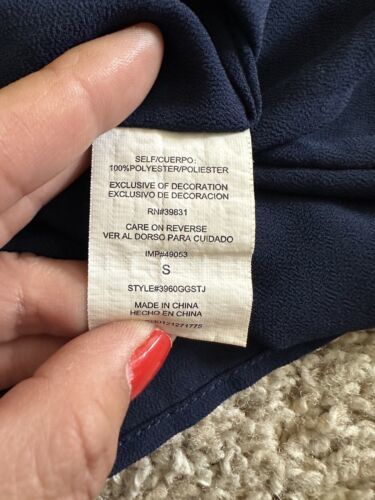 SELF/CUERPO:
100%POLYESTER/POLIESTER
EXCLUSIVE OF DECORATION
EXCLUSIVO DE DECORACION
RN#39831
CARE ON REVERSE
VER AL DORSO PARA CUIDADO
IMP#49053
S
STYLE#3960GGSTJ
MADE IN CHINA
HECHO EN CHINA